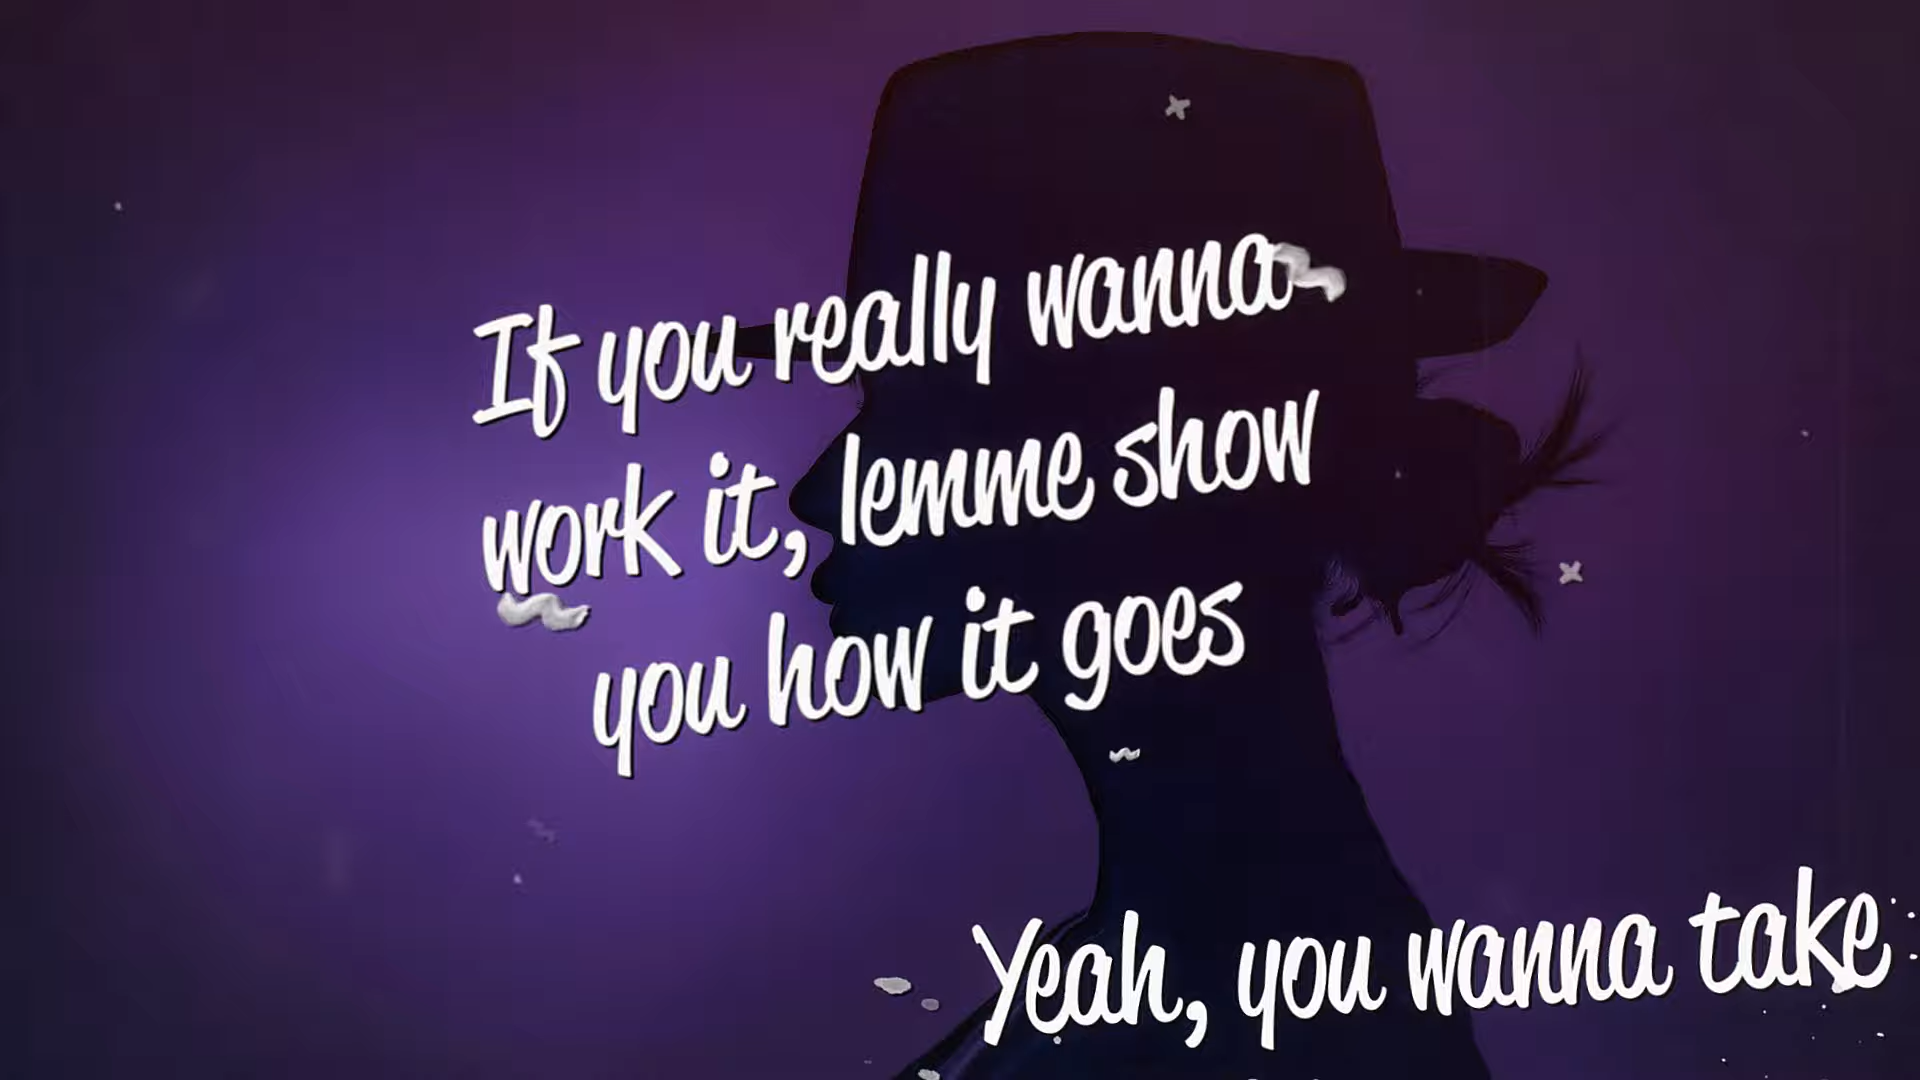 If you really wanna
work it, lemme show
you how it goes
Yeah, you wanna take